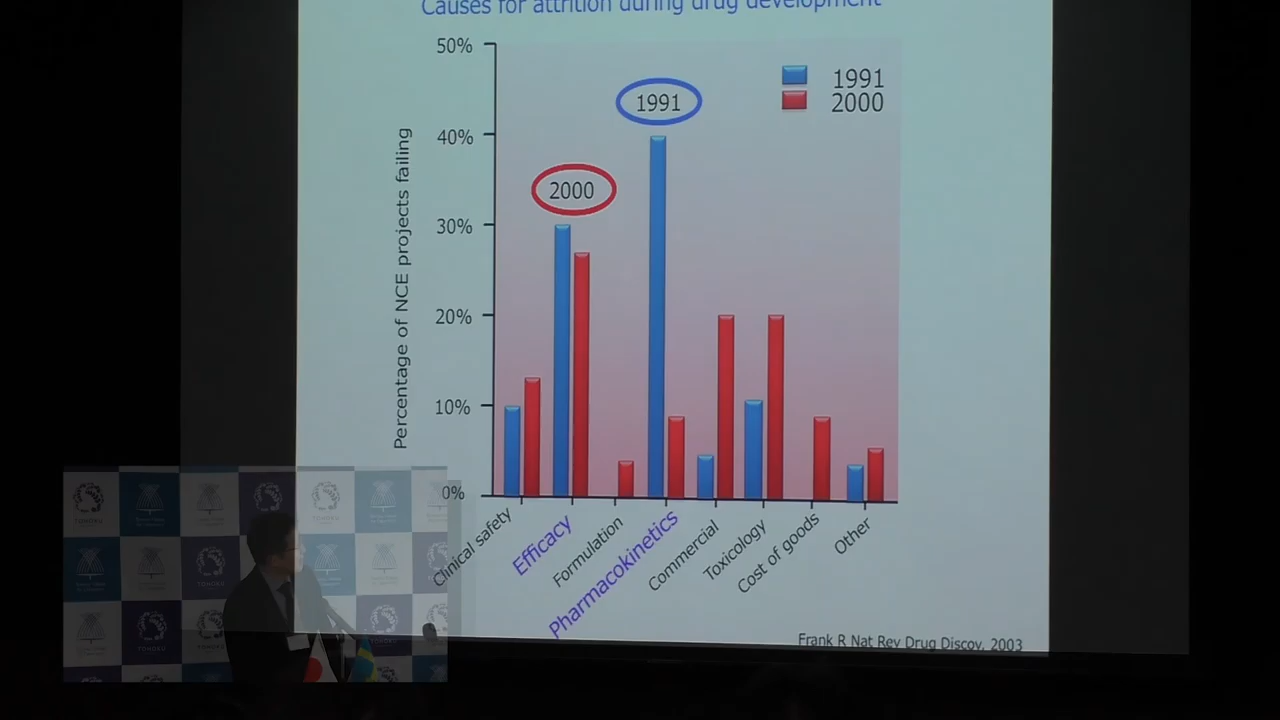 Causes for attrition during drug development
50%
40%
30%
20%
10%
0%
Percentage of NCE projects failing
1991
2000
1991
2000
Clinical safety
Efficacy
Formulation
Pharmacokinetics
Commercial
Toxicology
Cost of goods
Other
Frank R Nat Rev Drug Discov, 2003
TOHOKU
TOHOKU